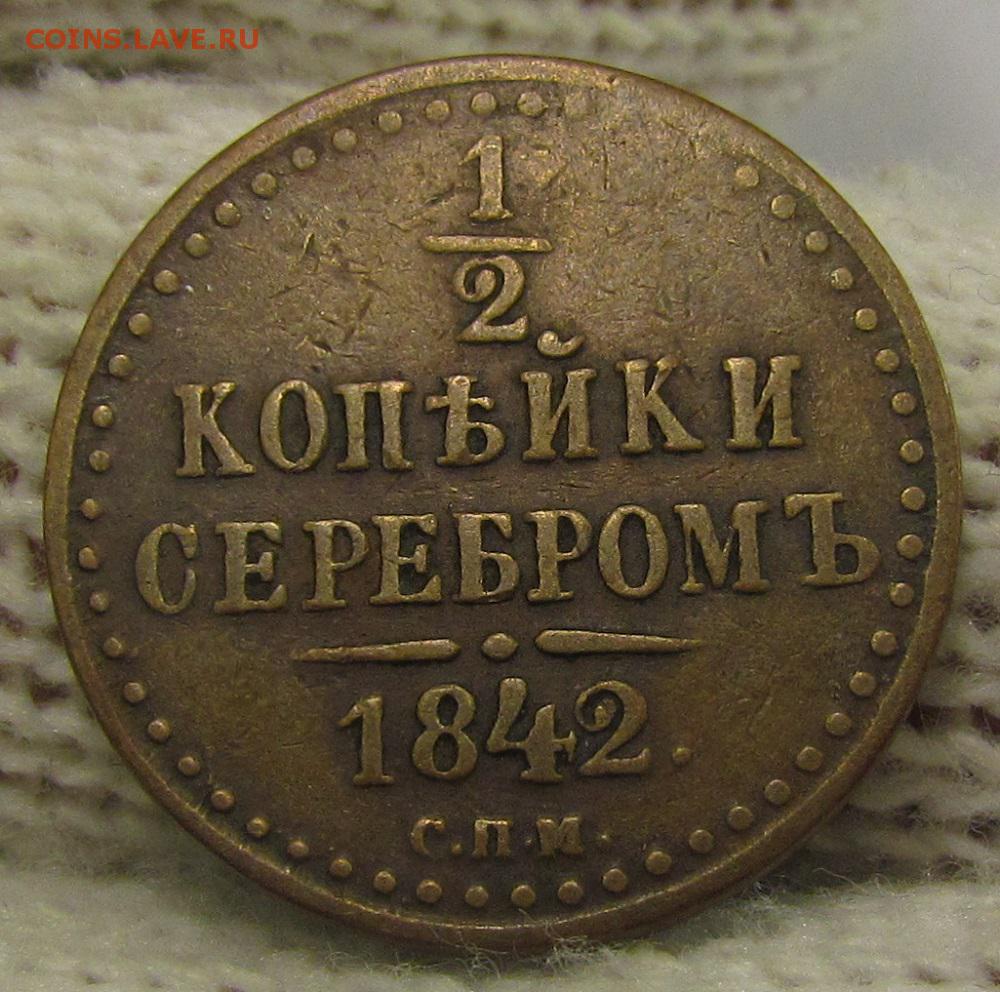 COINS.LAVE.RU
1
2
КОПѢЙКИ
СЕРЕБРОМЪ
1842.
С.П.М.